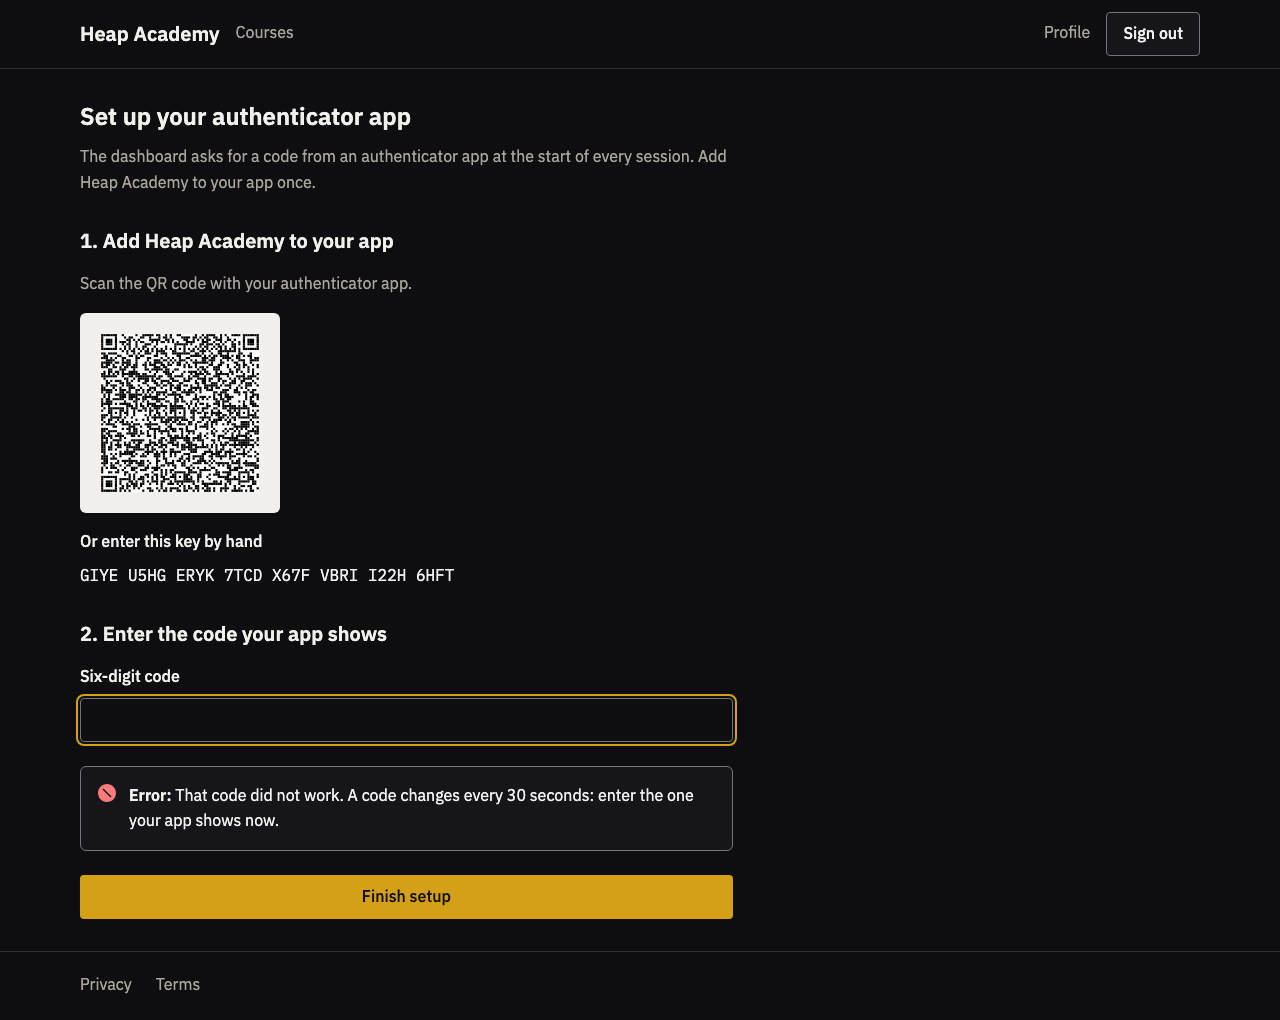 Heap Academy Courses Profile Sign out
Set up your authenticator app
The dashboard asks for a code from an authenticator app at the start of every session. Add
Heap Academy to your app once.
1. Add Heap Academy to your app
Scan the QR code with your authenticator app.
Or enter this key by hand
GIYE U5HG ERYK 7TCD X67F VBRI I22H 6HFT
2. Enter the code your app shows
Six-digit code
Error: That code did not work. A code changes every 30 seconds: enter the one
your app shows now.
Finish setup
Privacy Terms